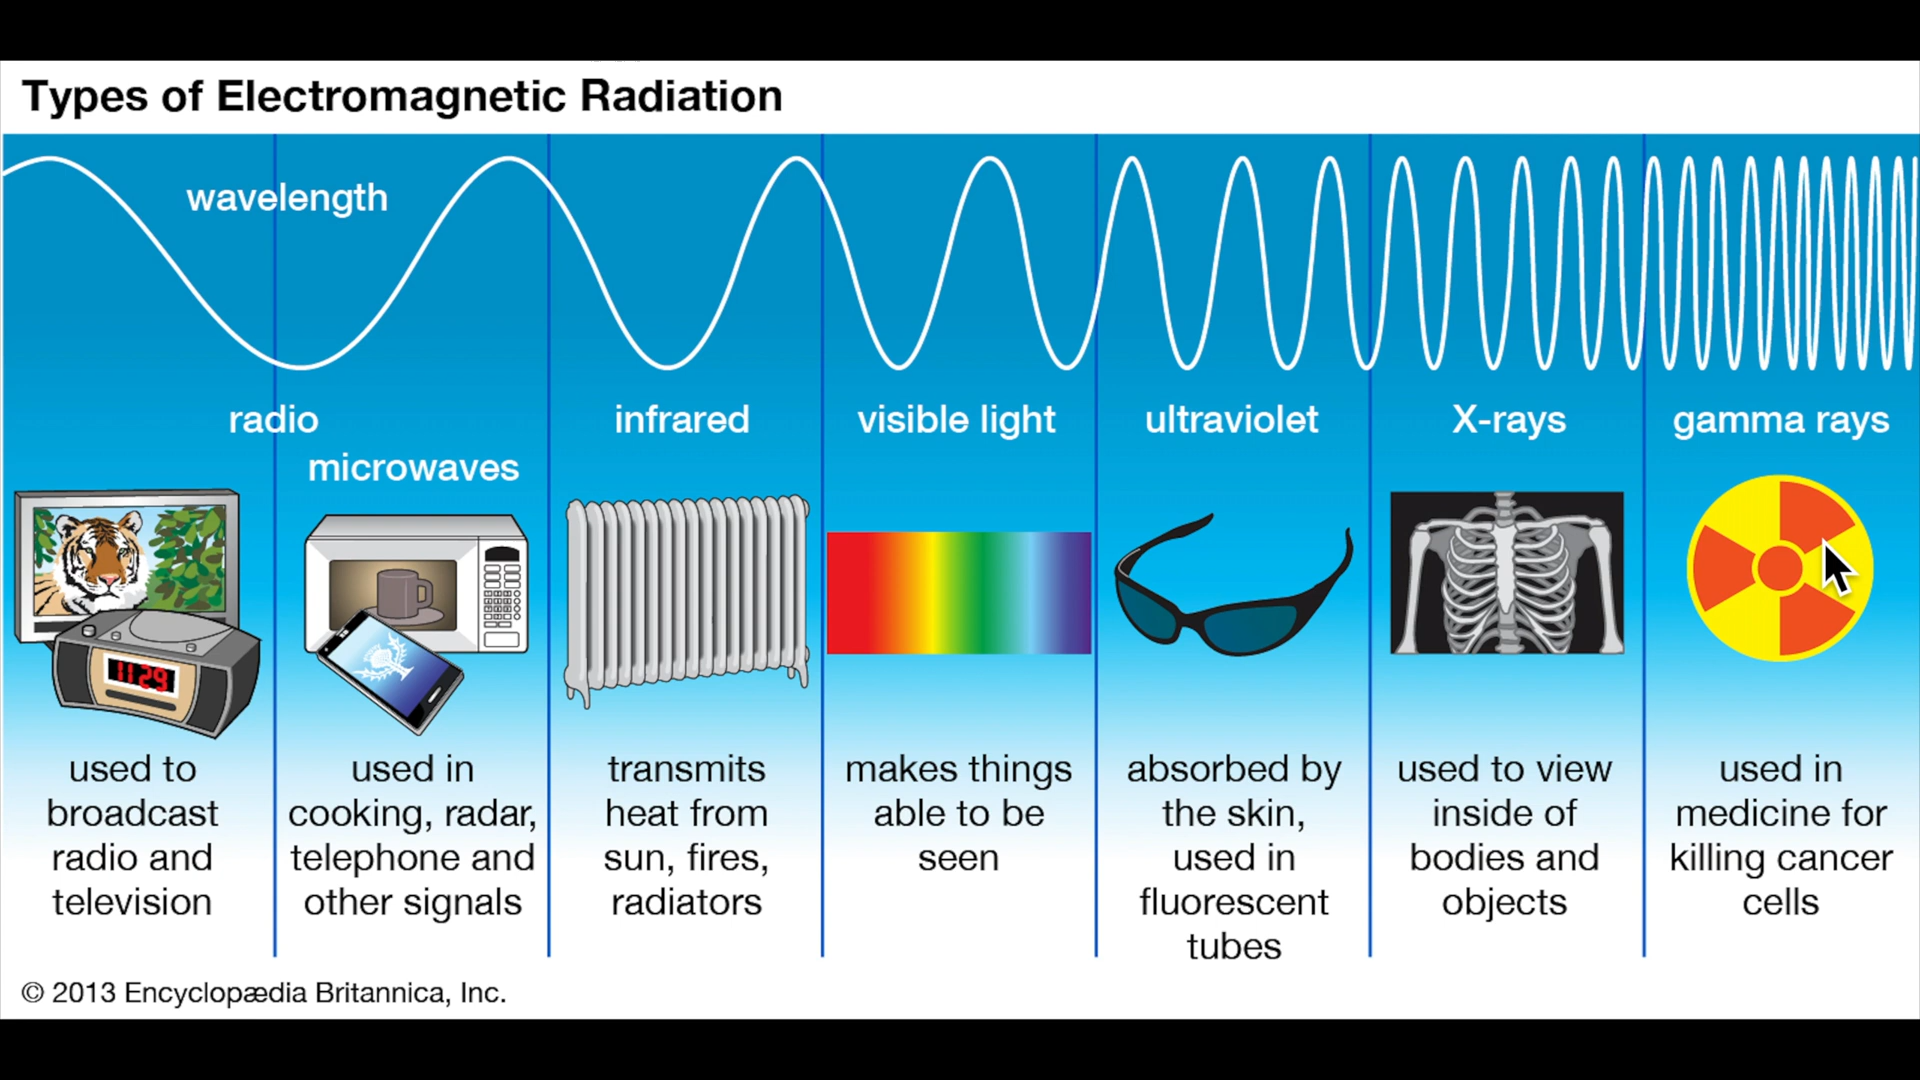 Types of Electromagnetic Radiation
wavelength
radio
microwaves
infrared
visible light
ultraviolet
X-rays
gamma rays
11:29
used to
broadcast
radio and
television
used in
cooking, radar,
telephone and
other signals
transmits
heat from
sun, fires,
radiators
makes things
able to be
seen
absorbed by
the skin,
used in
fluorescent
tubes
used to view
inside of
bodies and
objects
used in
medicine for
killing cancer
cells
© 2013 Encyclopædia Britannica, Inc.